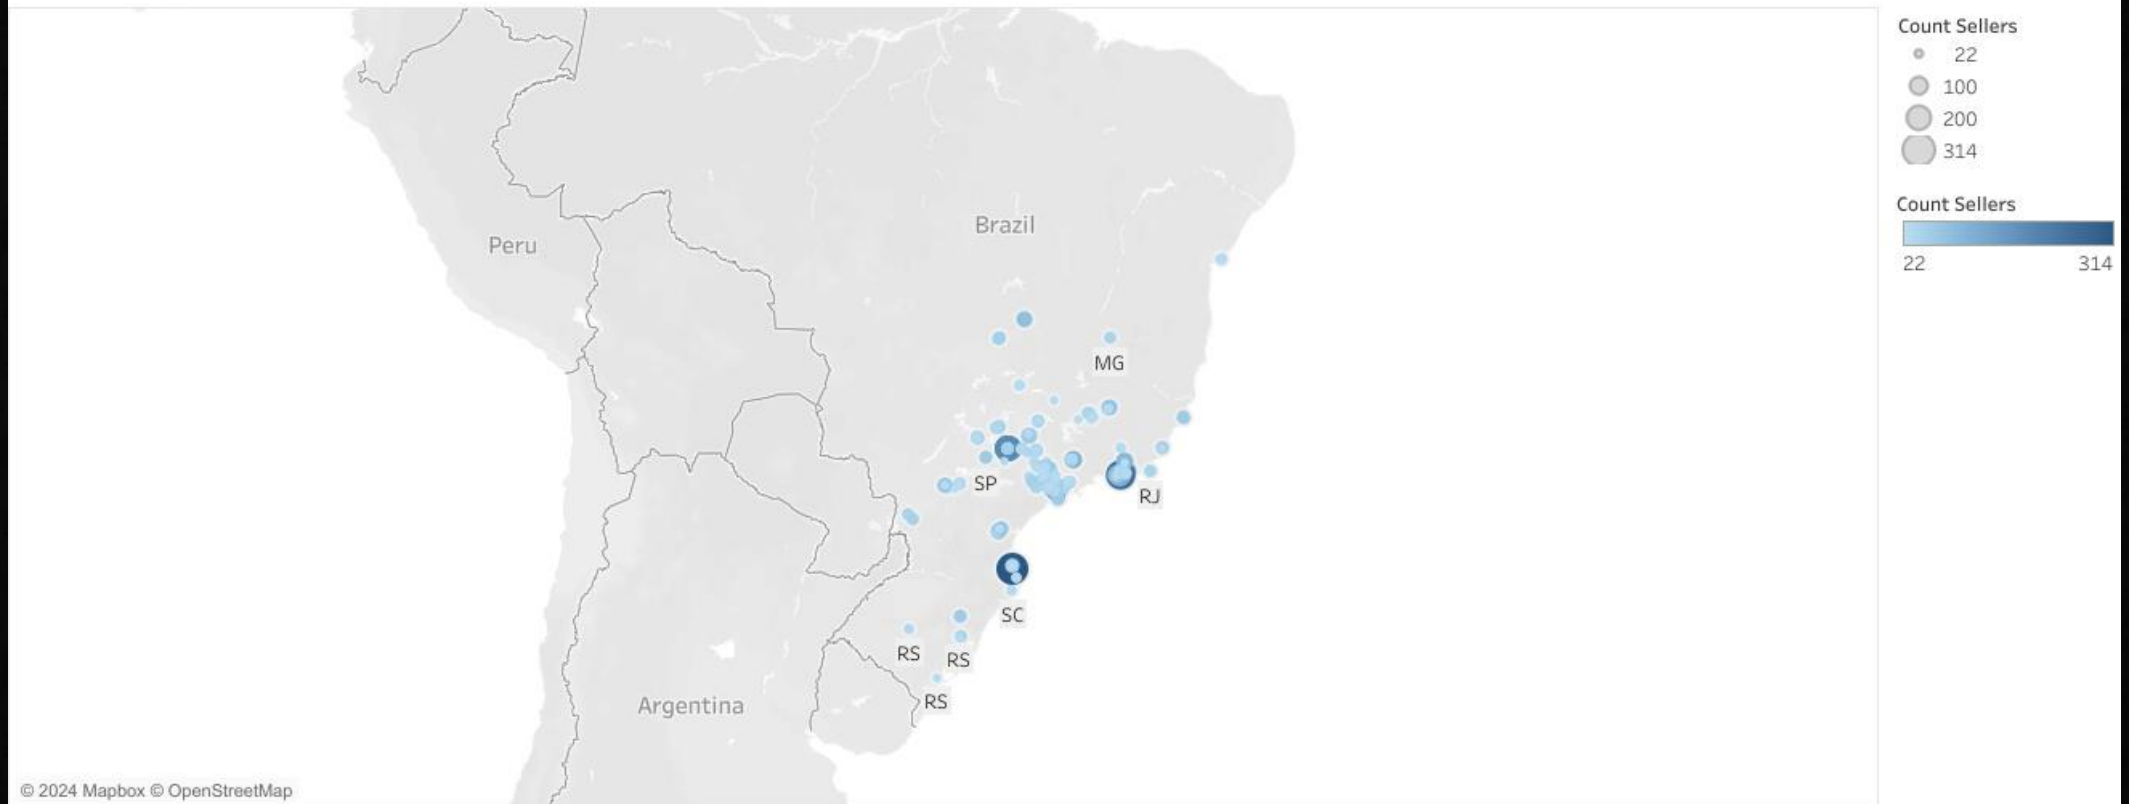 Count Sellers
22
100
200
314
Count Sellers
22 314
Brazil
Peru
MG
SP
RJ
SC
RS RS
RS
Argentina
© 2024 Mapbox © OpenStreetMap